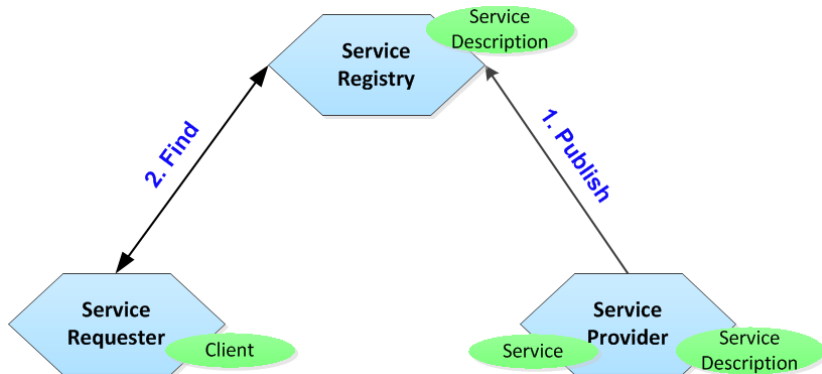 Service
Description
Service
Registry
2. Find
1. Publish
Service
Requester
Client
Service
Provider
Service
Service
Description